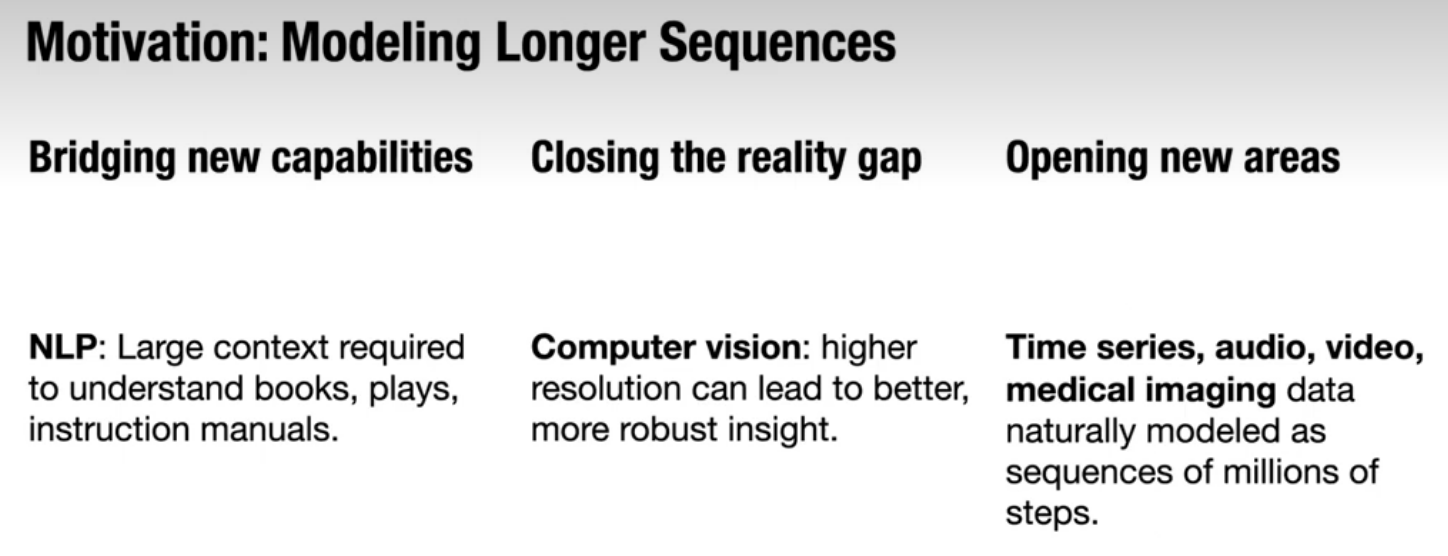 Motivation: Modeling Longer Sequences
Bridging new capabilities
Closing the reality gap
Opening new areas
NLP: Large context required
to understand books, plays,
instruction manuals.
Computer vision: higher
resolution can lead to better,
more robust insight.
Time series, audio, video,
medical imaging data
naturally modeled as
sequences of millions of
steps.